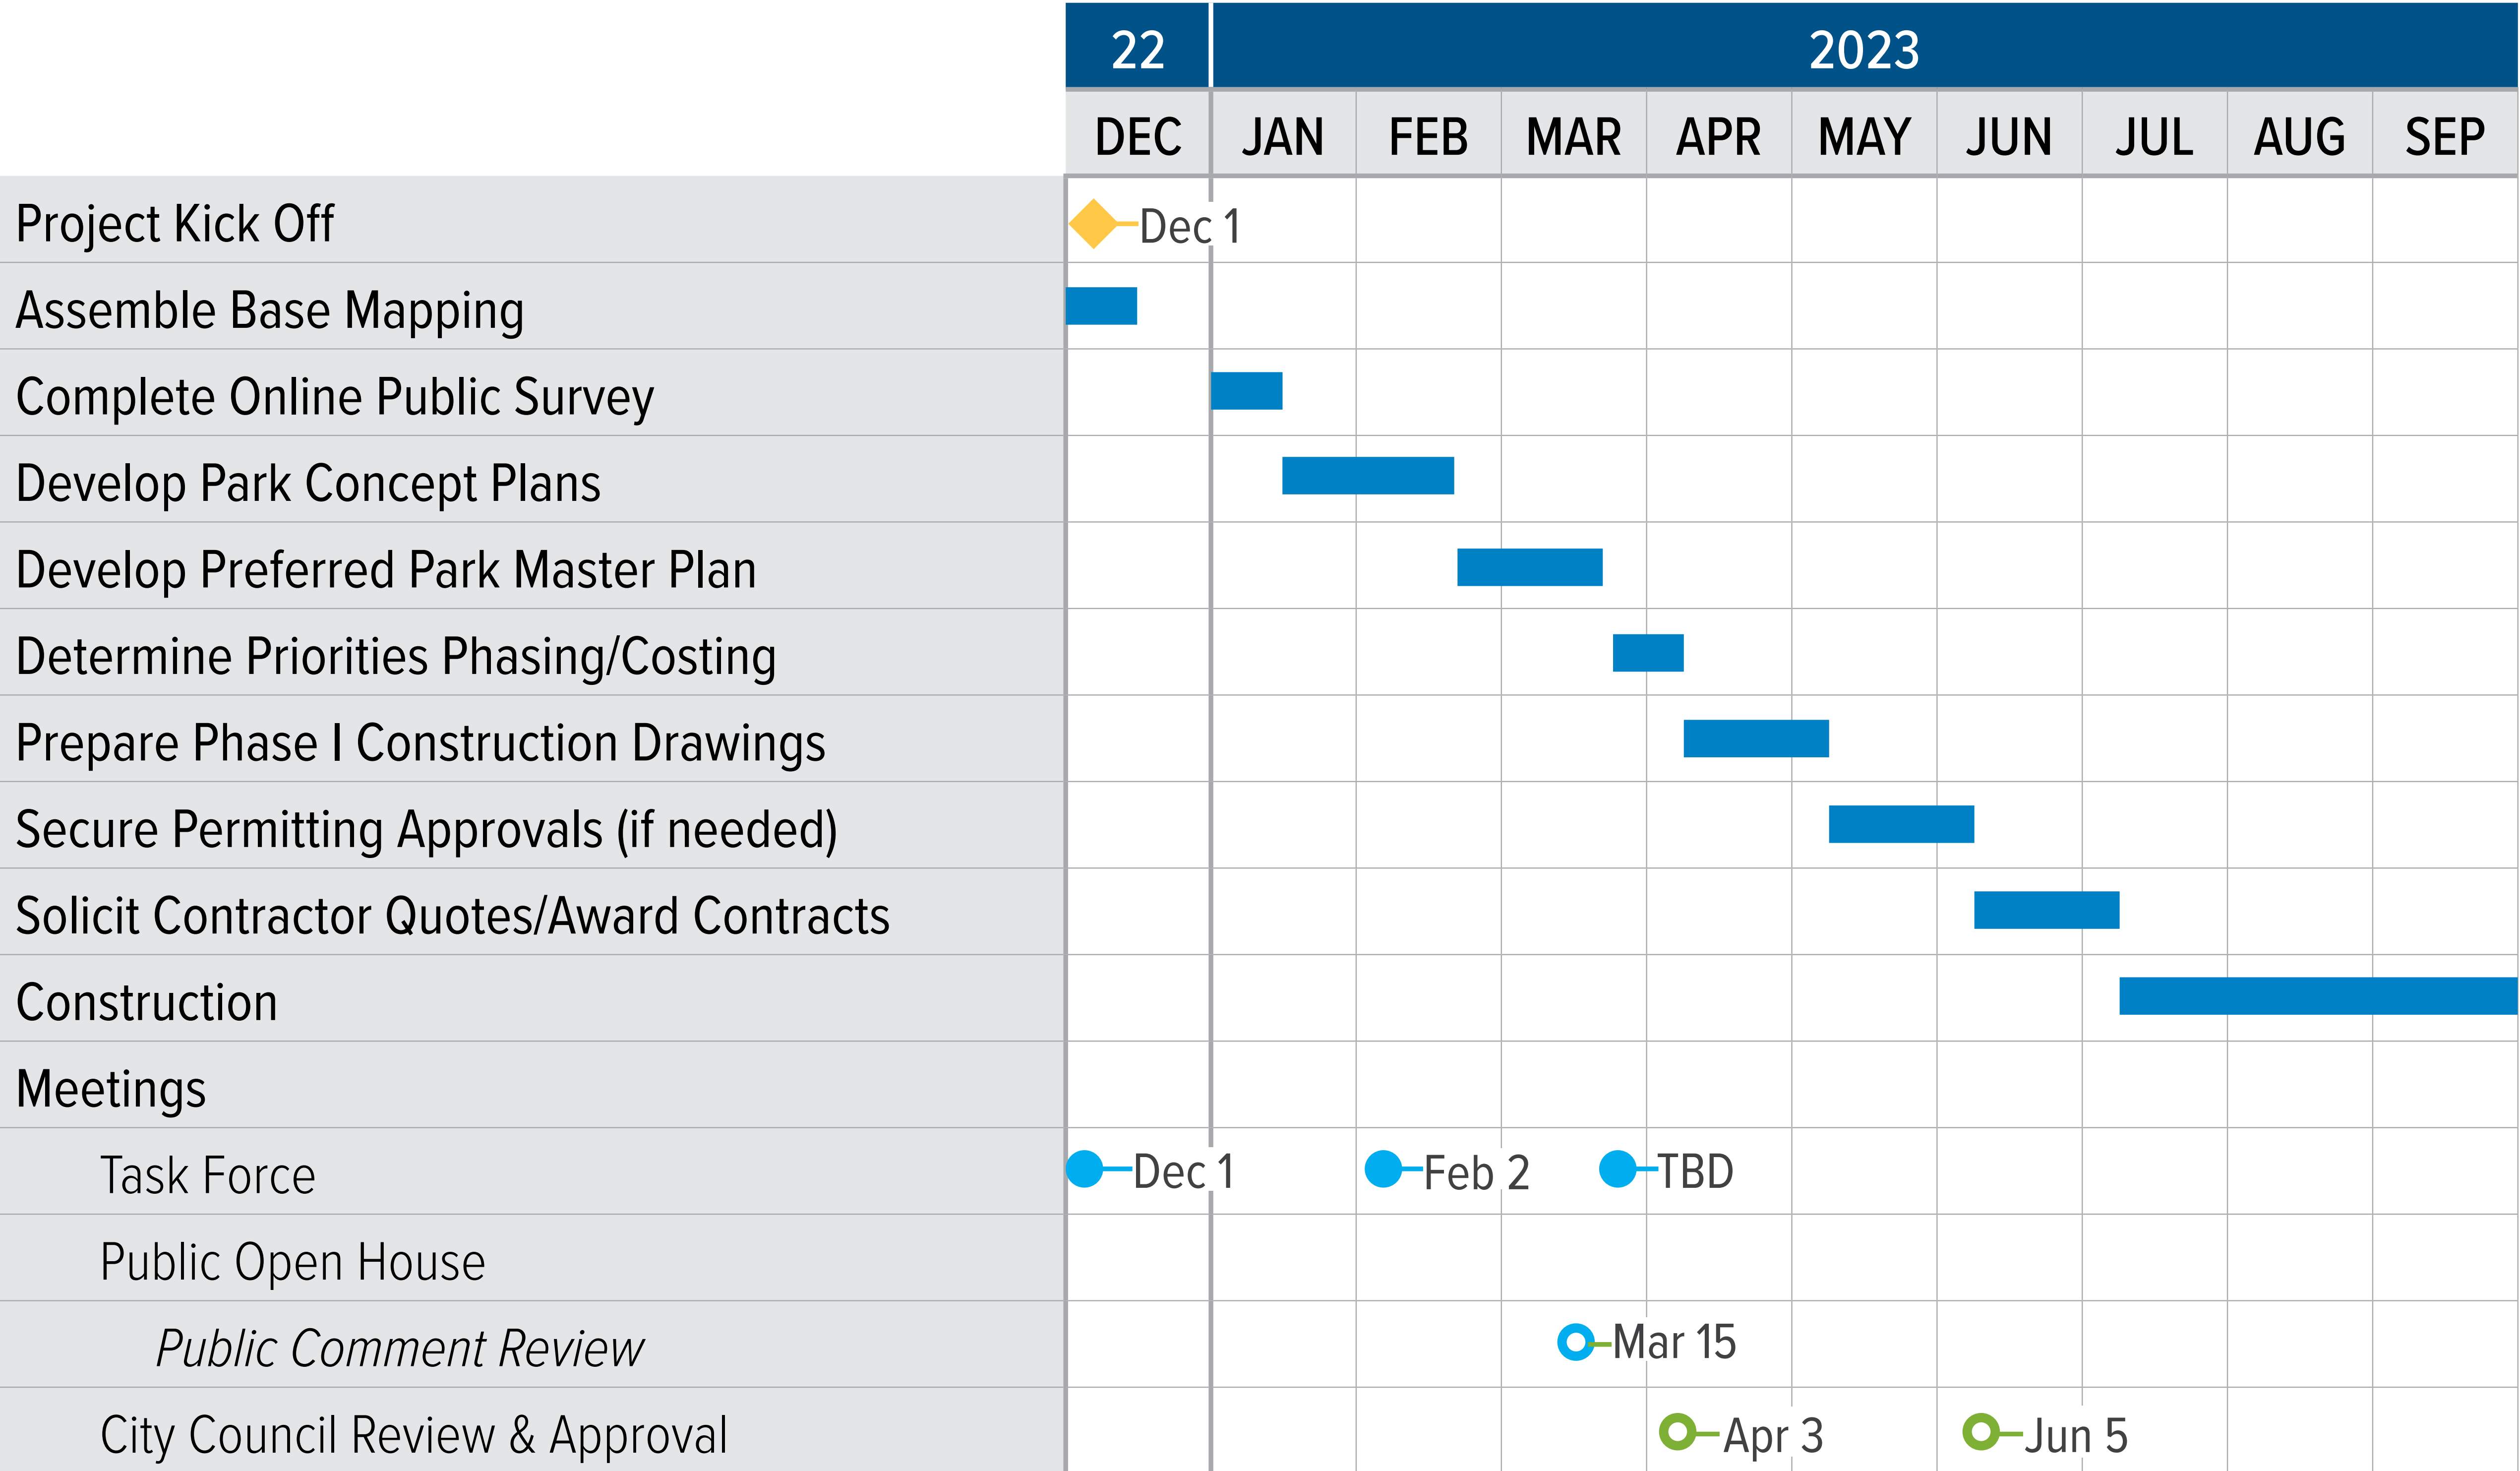 22 2023
DEC JAN FEB MAR APR MAY JUN JUL AUG SEP
Project Kick Off Dec 1
Assemble Base Mapping
Complete Online Public Survey
Develop Park Concept Plans
Develop Preferred Park Master Plan
Determine Priorities Phasing/Costing
Prepare Phase I Construction Drawings
Secure Permitting Approvals (if needed)
Solicit Contractor Quotes/Award Contracts
Construction
Meetings
Task Force Dec 1 Feb 2 TBD
Public Open House
Public Comment Review Mar 15
City Council Review & Approval Apr 3 Jun 5